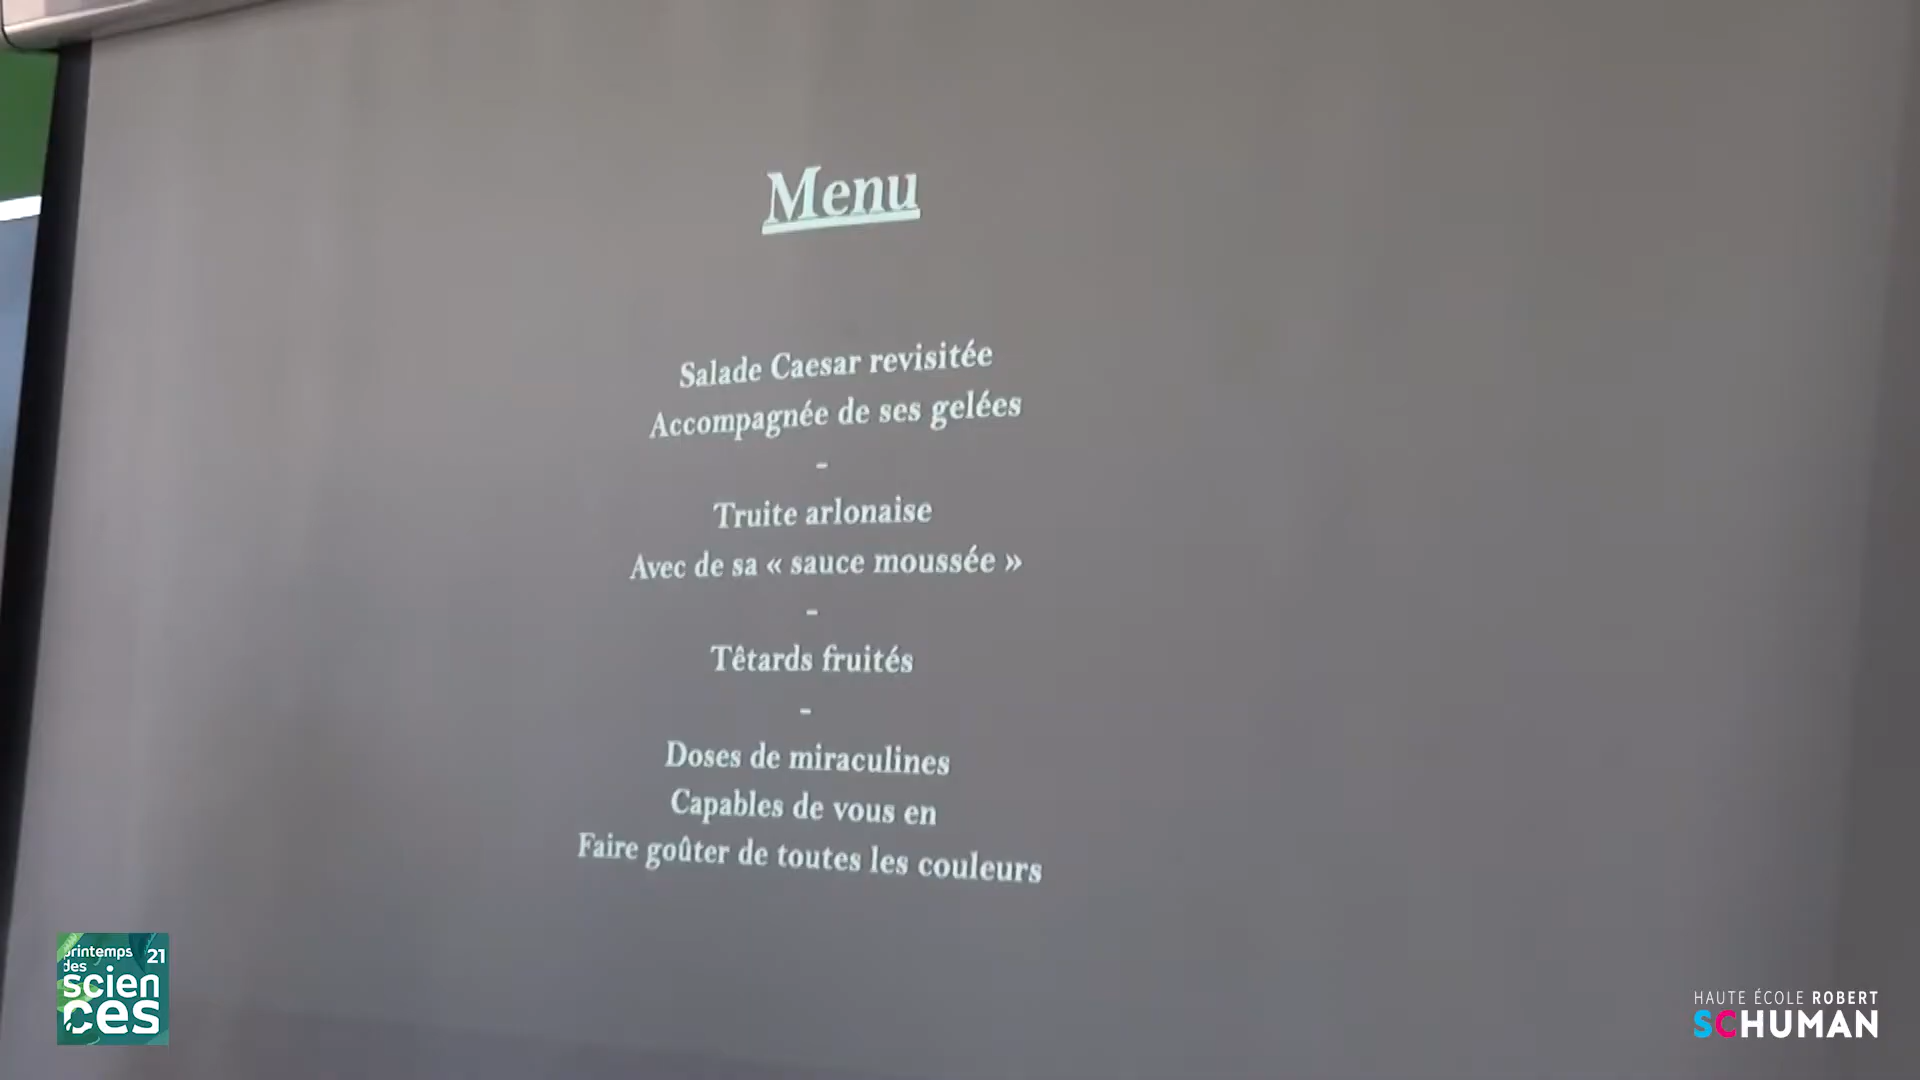 Menu
Salade Caesar revisitée
Accompagnée de ses gelées
-
Truite arlonaise
Avec de sa « sauce moussée »
-
Têtards fruités
-
Doses de miraculines
Capables de vous en
Faire goûter de toutes les couleurs
printemps 21
des
scien
ces
HAUTE ÉCOLE ROBERT
SCHUMAN